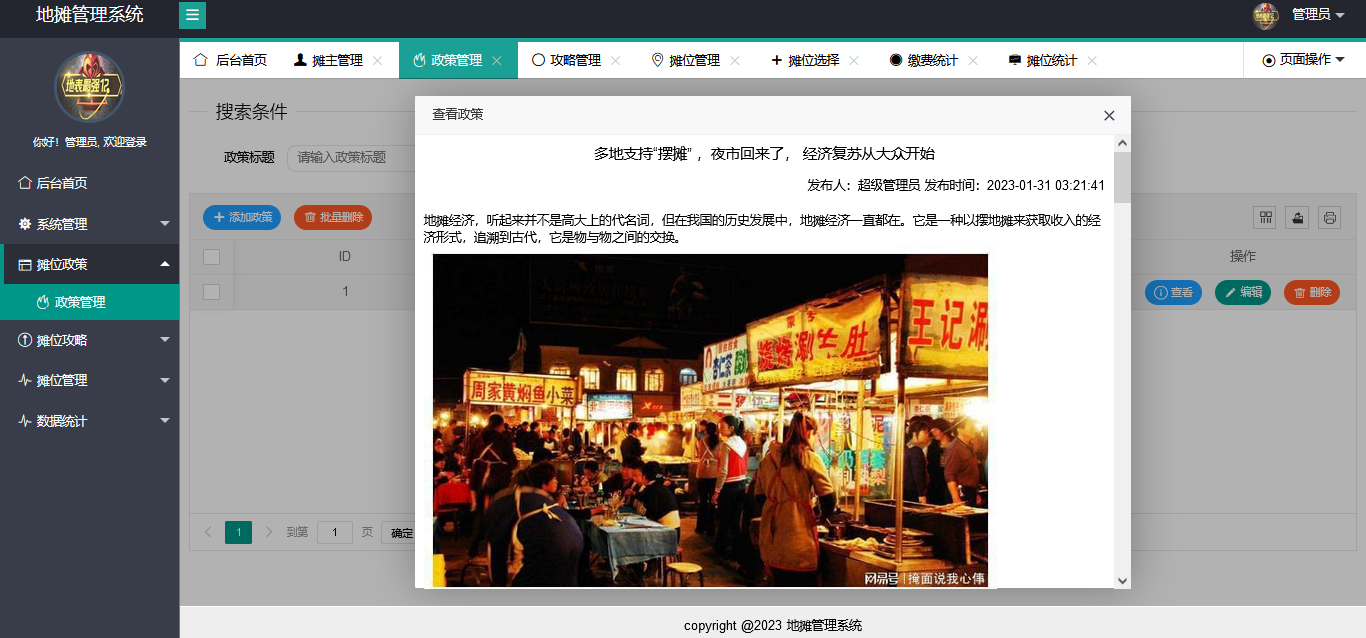 地摊管理系统
管理员
你好！管理员, 欢迎登录
后台首页
系统管理
摊位政策
政策管理
摊位攻略
摊位管理
数据统计
后台首页 摊主管理 政策管理 攻略管理 摊位管理 摊位选择 缴费统计 摊位统计 页面操作
搜索条件
政策标题 请输入政策标题
添加政策 批量删除
ID 操作
1 查看 编辑 删除
1 到第 1 页 确定
查看政策
多地支持“摆摊” ，夜市回来了， 经济复苏从大众开始
发布人：超级管理员 发布时间：2023-01-31 03:21:41
地摊经济，听起来并不是高大上的代名词，但在我国的历史发展中，地摊经济一直都在。它是一种以摆地摊来获取收入的经
济形式，追溯到古代，它是物与物之间的交换。
王记涮
涮牛肚
杏仁茶
周家黄焖鱼小菜
网易号 | 掩面说我心俥
copyright @2023 地摊管理系统